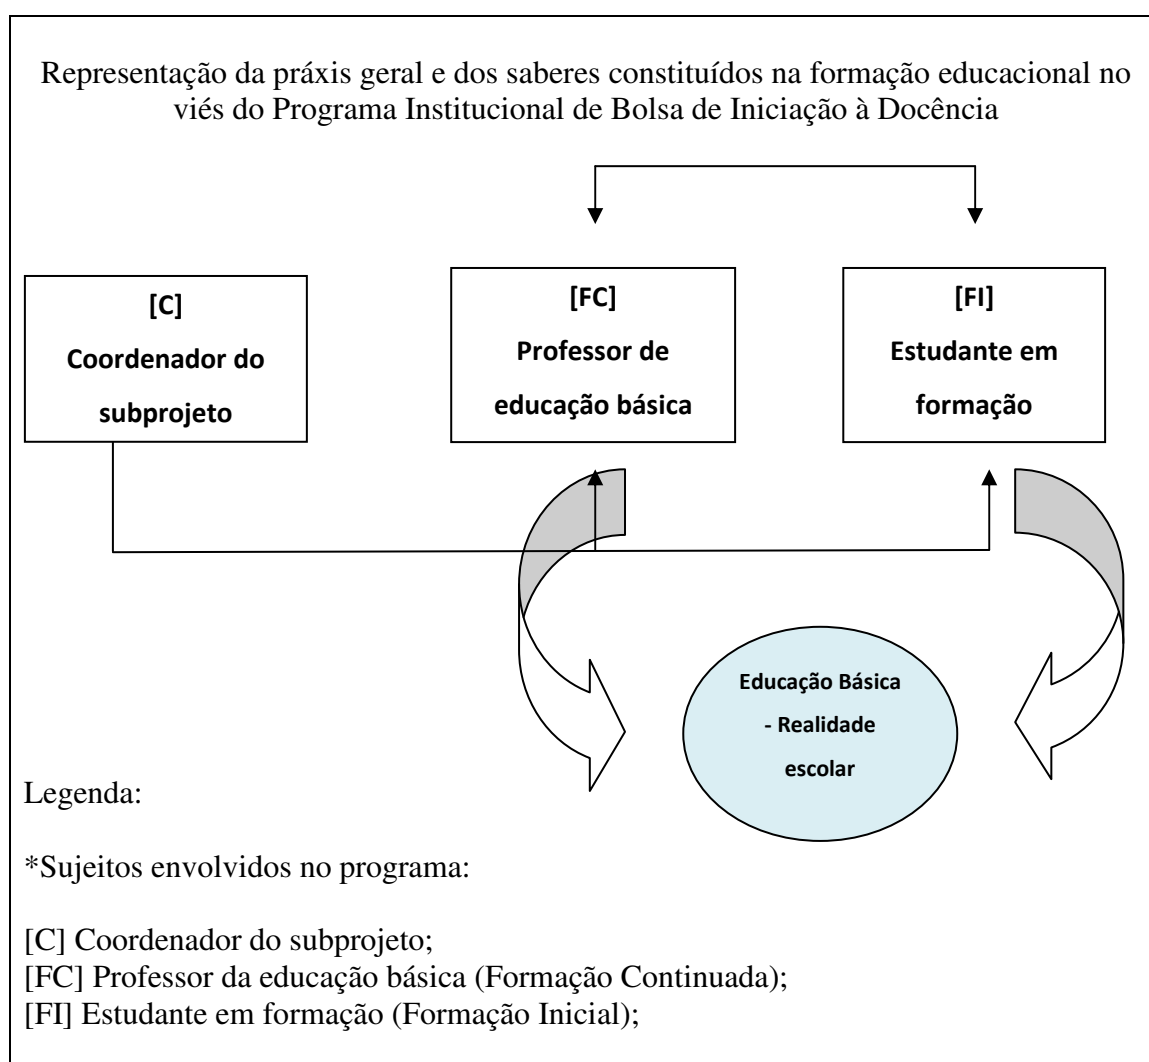 Representação da práxis geral e dos saberes constituídos na formação educacional no
viés do Programa Institucional de Bolsa de Iniciação à Docência
[C]
Coordenador do
subprojeto
[FC]
Professor de
educação básica
[FI]
Estudante em
formação
Educação Básica
- Realidade
escolar
Legenda:
*Sujeitos envolvidos no programa:
[C] Coordenador do subprojeto;
[FC] Professor da educação básica (Formação Continuada);
[FI] Estudante em formação (Formação Inicial);